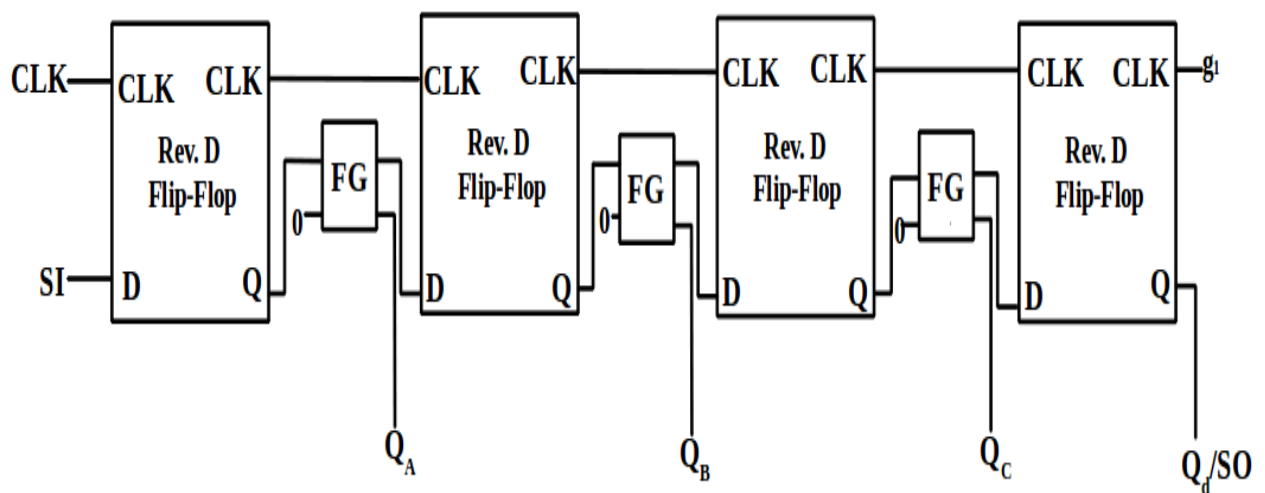 CLK CLK CLK CLK CLK CLK CLK CLK CLK g1
Rev. D Rev. D Rev. D Rev. D
Flip-Flop Flip-Flop Flip-Flop Flip-Flop
FG FG FG
0 0 0
SI D Q D Q D Q D Q
QA QB QC Qd/SO